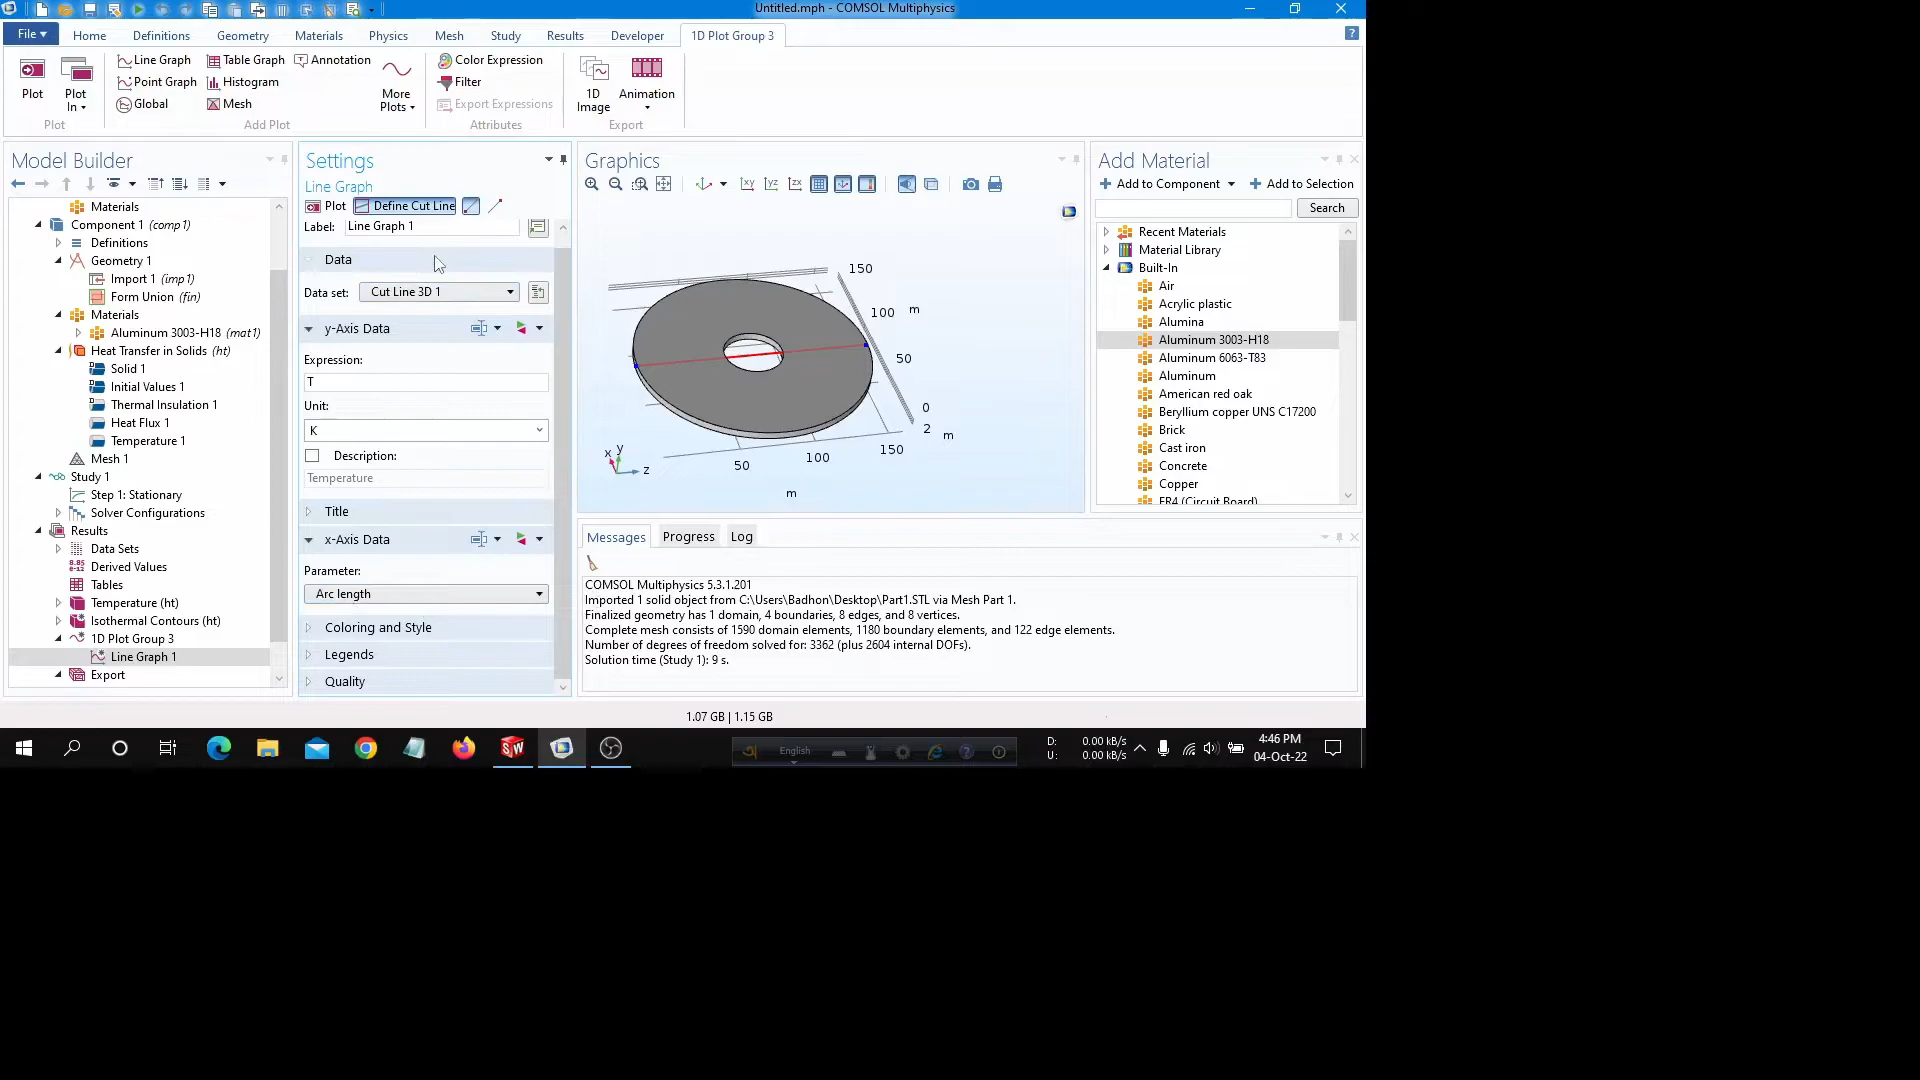 Untitled.mph - COMSOL Multiphysics
File ▾ Home Definitions Geometry Materials Physics Mesh Study Results Developer 1D Plot Group 3
Plot
Plot In
Plot
Line Graph
Point Graph
Global
Table Graph
Histogram
Mesh
Annotation
More Plots
Add Plot
Color Expression
Filter
Export Expressions
Attributes
1D Image
Animation
Export
Model Builder
Materials
Component 1 (comp1)
Definitions
Geometry 1
Import 1 (imp1)
Form Union (fin)
Materials
Aluminum 3003-H18 (mat1)
Heat Transfer in Solids (ht)
Solid 1
Initial Values 1
Thermal Insulation 1
Heat Flux 1
Temperature 1
Mesh 1
Study 1
Step 1: Stationary
Solver Configurations
Results
Data Sets
8.85
e-12
Derived Values
Tables
Temperature (ht)
Isothermal Contours (ht)
1D Plot Group 3
Line Graph 1
Export
Settings
Line Graph
Plot Define Cut Line
Label: Line Graph 1
Data
Data set: Cut Line 3D 1
y-Axis Data
Expression:
T
Unit:
K
Description:
Temperature
Title
x-Axis Data
Parameter:
Arc length
Coloring and Style
Legends
Quality
Graphics
xy yz zx
150
100 m
50
0
2 m
150
100
50
m
x y z
Messages Progress Log
COMSOL Multiphysics 5.3.1.201
Imported 1 solid object from C:\Users\Badhon\Desktop\Part1.STL via Mesh Part 1.
Finalized geometry has 1 domain, 4 boundaries, 8 edges, and 8 vertices.
Complete mesh consists of 1590 domain elements, 1180 boundary elements, and 122 edge elements.
Number of degrees of freedom solved for: 3362 (plus 2604 internal DOFs).
Solution time (Study 1): 9 s.
Add Material
Add to Component Add to Selection
Search
Recent Materials
Material Library
Built-In
Air
Acrylic plastic
Alumina
Aluminum 3003-H18
Aluminum 6063-T83
Aluminum
American red oak
Beryllium copper UNS C17200
Brick
Cast iron
Concrete
Copper
FR4 (Circuit Board)
1.07 GB | 1.15 GB
SW
English
D: 0.00 kB/s
U: 0.00 kB/s
4:46 PM
04-Oct-22